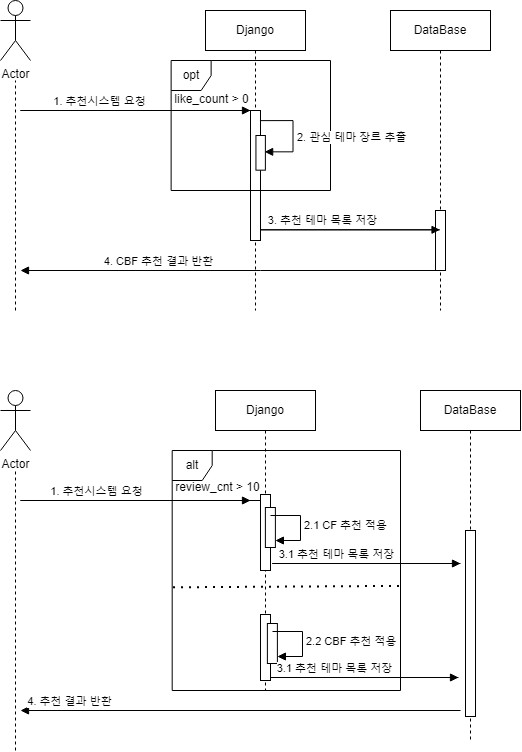 Django
DataBase
Actor
opt
like_count > 0
1. 추천시스템 요청
2. 관심 테마 장르 추출
3. 추천 테마 목록 저장
4. CBF 추천 결과 반환
Django
DataBase
Actor
alt
review_cnt > 10
1. 추천시스템 요청
2.1 CF 추천 적용
3.1 추천 테마 목록 저장
2.2 CBF 추천 적용
3.1 추천 테마 목록 저장
4. 추천 결과 반환